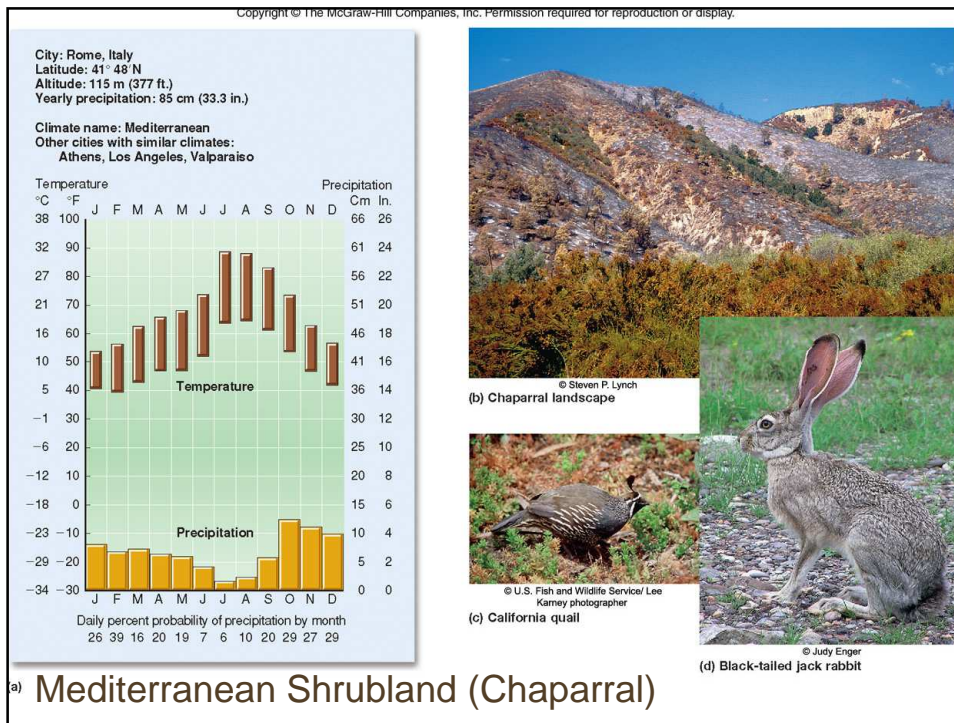 Copyright © The McGraw-Hill Companies, Inc. Permission required for reproduction or display.
City: Rome, Italy
Latitude: 41° 48′N
Altitude: 115 m (377 ft.)
Yearly precipitation: 85 cm (33.3 in.)
Climate name: Mediterranean
Other cities with similar climates:
Athens, Los Angeles, Valparaiso
Temperature Precipitation
°C °F J F M A M J J A S O N D Cm In.
38 100 66 26
32 90 61 24
27 80 56 22
21 70 51 20
16 60 46 18
10 50 41 16
5 40 36 14
Temperature
−1 30 30 12
−6 20 25 10
−12 10 20 8
−18 0 15 6
−23 −10 10 4
Precipitation
−29 −20 5 2
−34 −30 0 0
J F M A M J J A S O N D
Daily percent probability of precipitation by month
26 39 16 20 19 7 6 10 20 29 27 29
© Steven P. Lynch
(b) Chaparral landscape
© U.S. Fish and Wildlife Service/ Lee
Karney photographer
(c) California quail
© Judy Enger
(d) Black-tailed jack rabbit
(a) Mediterranean Shrubland (Chaparral)